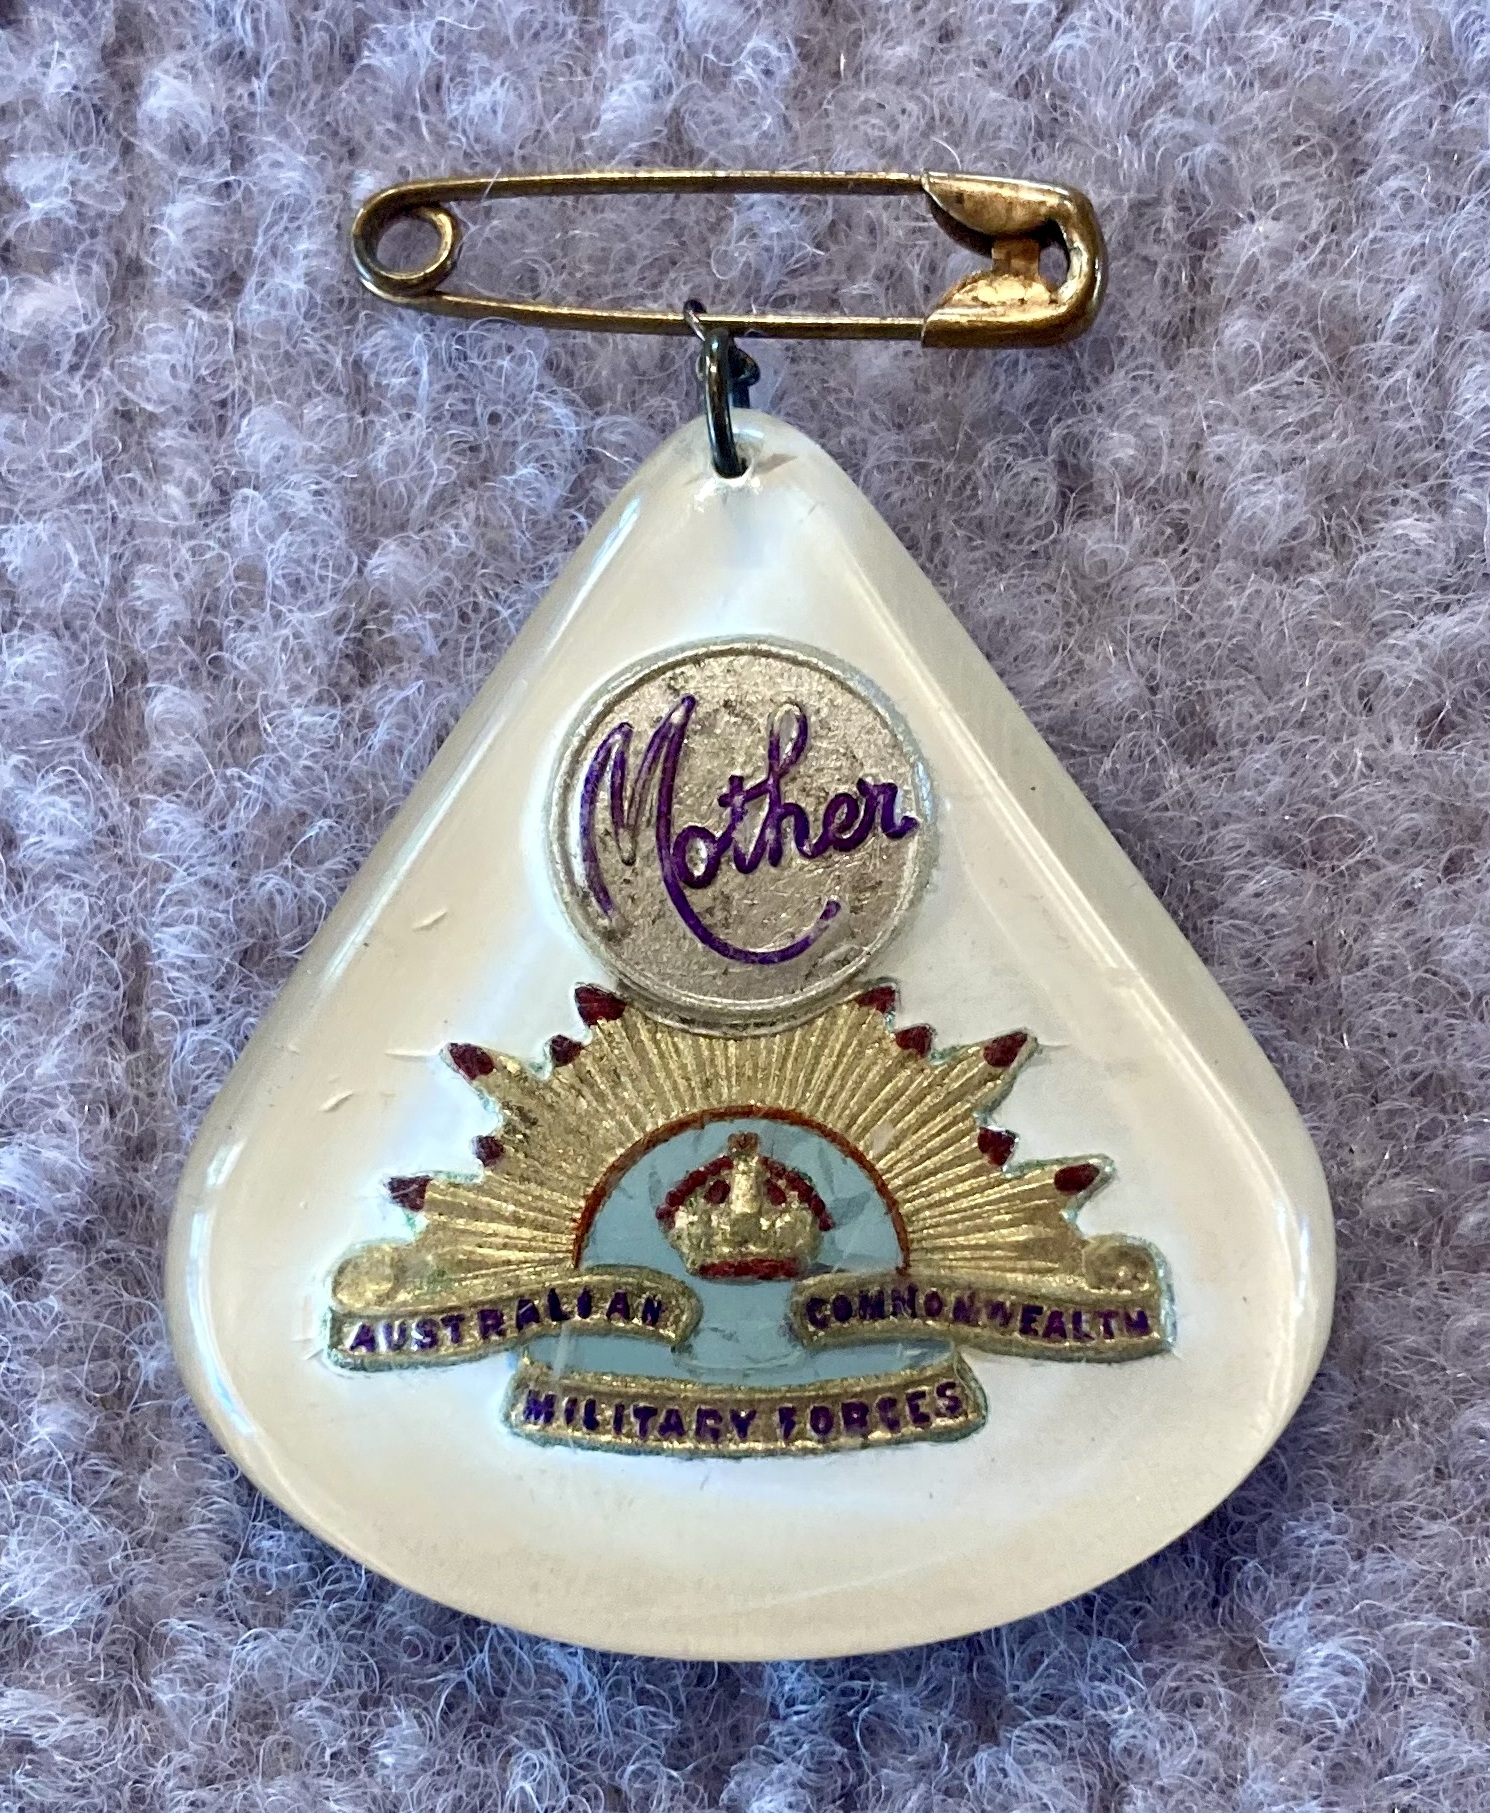 Mother
AUSTRALIAN COMMONWEALTH
MILITARY FORCES